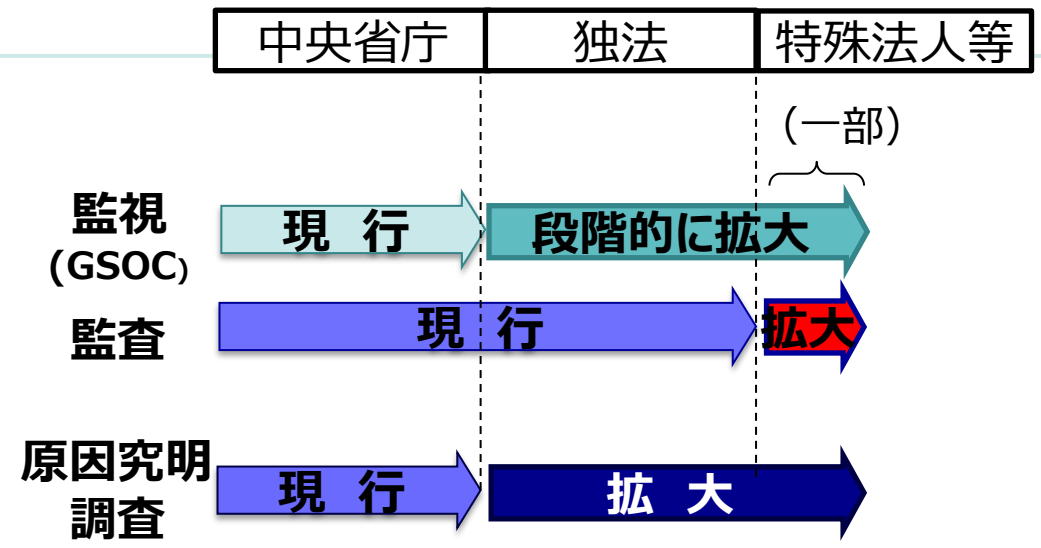 中央省庁 独法 特殊法人等
（一部）
監視
(GSOC)
現 行 段階的に拡大
監査
現 行 拡大
原因究明
調査
現 行 拡 大